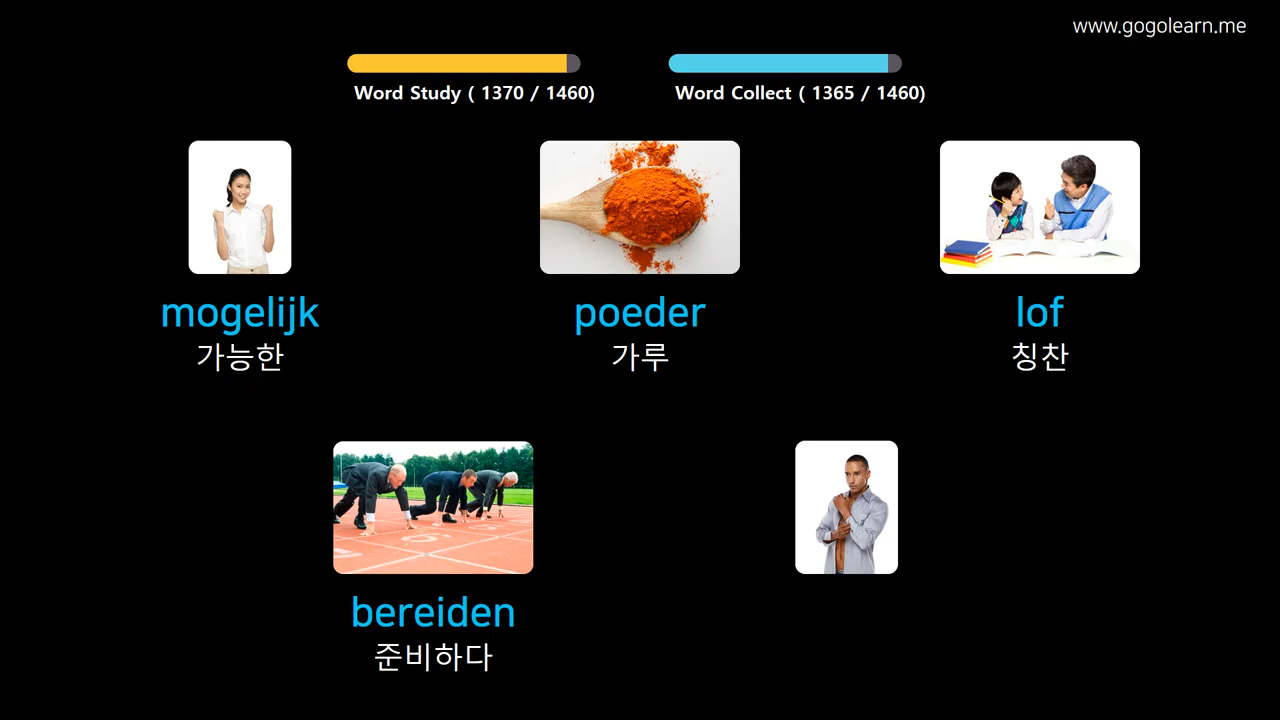 www.gogolearn.me
Word Study ( 1370 / 1460)
Word Collect ( 1365 / 1460)
mogelijk
가능한
poeder
가루
lof
칭찬
bereiden
준비하다